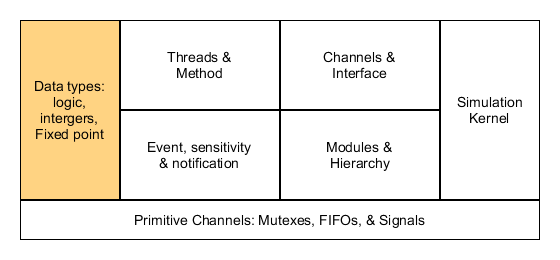 Data types:
logic,
intergers,
Fixed point
Threads &
Method
Channels &
Interface
Event, sensitivity
& notification
Modules &
Hierarchy
Simulation
Kernel
Primitive Channels: Mutexes, FIFOs, & Signals